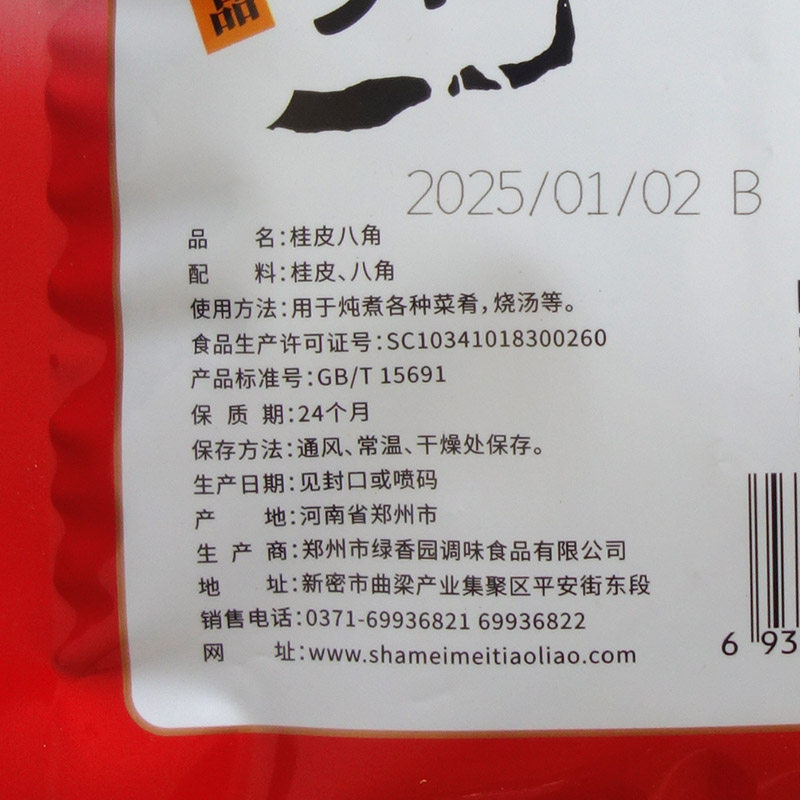 品
2025/01/02 B
品 名:桂皮八角
配 料:桂皮、八角
使用方法:用于炖煮各种菜肴,烧汤等。
食品生产许可证号:SC10341018300260
产品标准号:GB/T 15691
保 质 期:24个月
保存方法:通风、常温、干燥处保存。
生产日期:见封口或喷码
产 地:河南省郑州市
生 产 商:郑州市绿香园调味食品有限公司
地 址:新密市曲梁产业集聚区平安街东段
销售电话:0371-69936821 69936822
网 址:www.shameimeitiaoliao.com
6 93